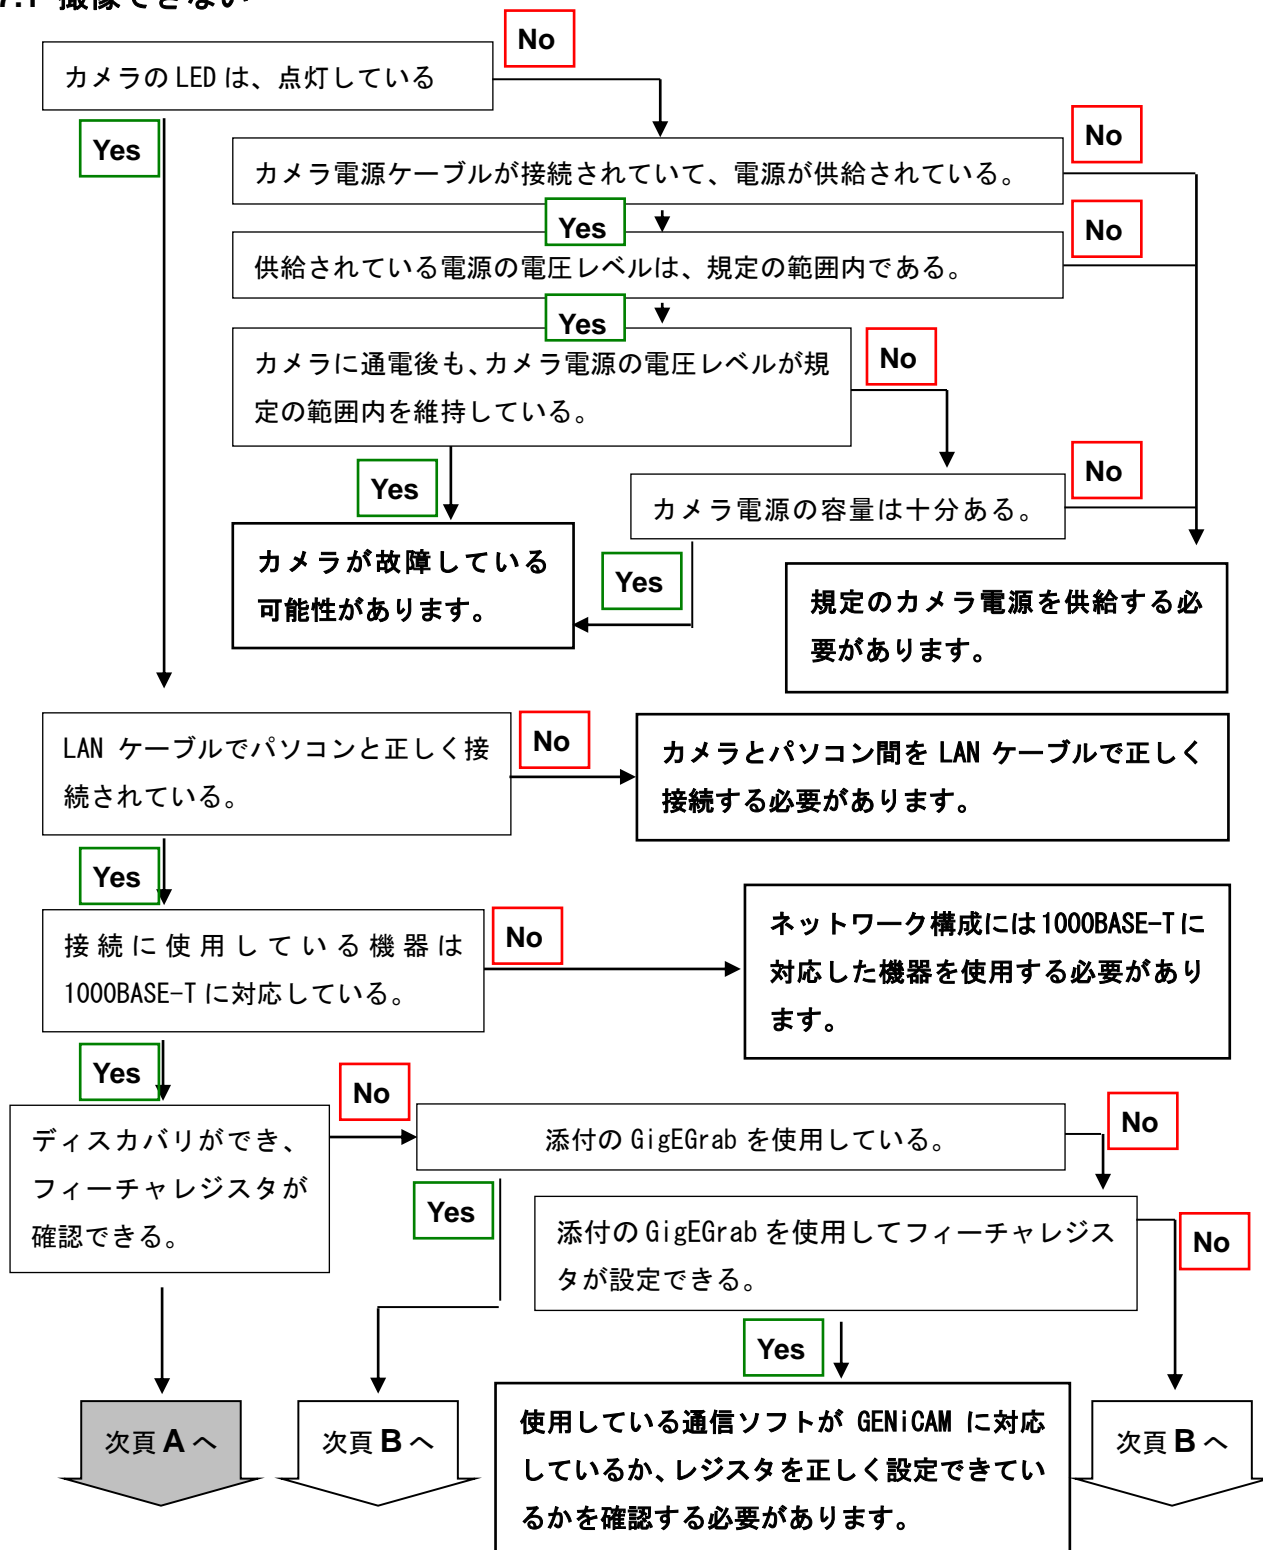 7.1 撮像できない
No
カメラの LED は、点灯している
Yes
No
カメラ電源ケーブルが接続されていて、電源が供給されている。
Yes
No
供給されている電源の電圧レベルは、規定の範囲内である。
Yes
カメラに通電後も、カメラ電源の電圧レベルが規
定の範囲内を維持している。
No
Yes
No
カメラ電源の容量は十分ある。
カメラが故障している
可能性があります。
Yes
規定のカメラ電源を供給する必
要があります。
LAN ケーブルでパソコンと正しく接
続されている。
No
カメラとパソコン間を LAN ケーブルで正しく
接続する必要があります。
Yes
接続に使用している機器は
1000BASE-T に対応している。
No
ネットワーク構成には 1000BASE-T に
対応した機器を使用する必要があり
ます。
Yes
No
ディスカバリができ、
フィーチャレジスタが
確認できる。
添付の GigEGrab を使用している。
No
Yes
添付の GigEGrab を使用してフィーチャレジス
タが設定できる。
No
Yes
次頁 A へ
次頁 B へ
使用している通信ソフトが GENiCAM に対応
しているか、レジスタを正しく設定できてい
るかを確認する必要があります。
次頁 B へ